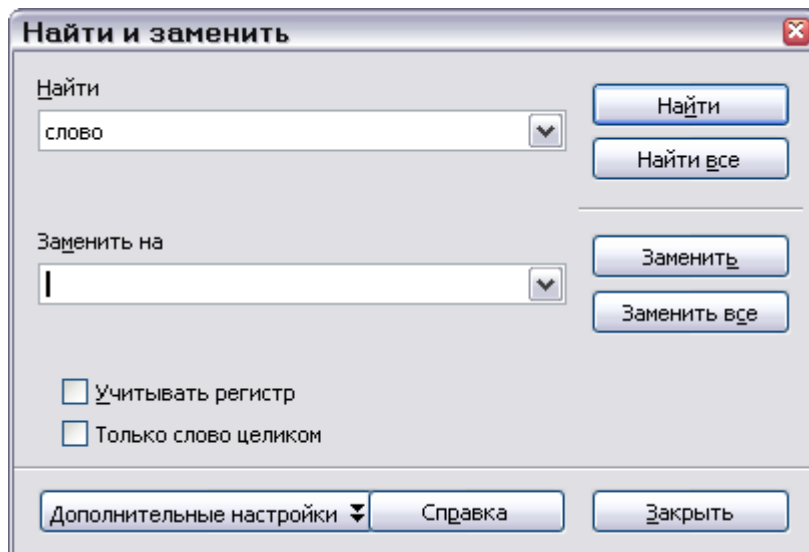 Найти и заменить
Найти
слово
Найти
Найти все
Заменить на
Заменить
Заменить все
Учитывать регистр
Только слово целиком
Дополнительные настройки
Справка
Закрыть